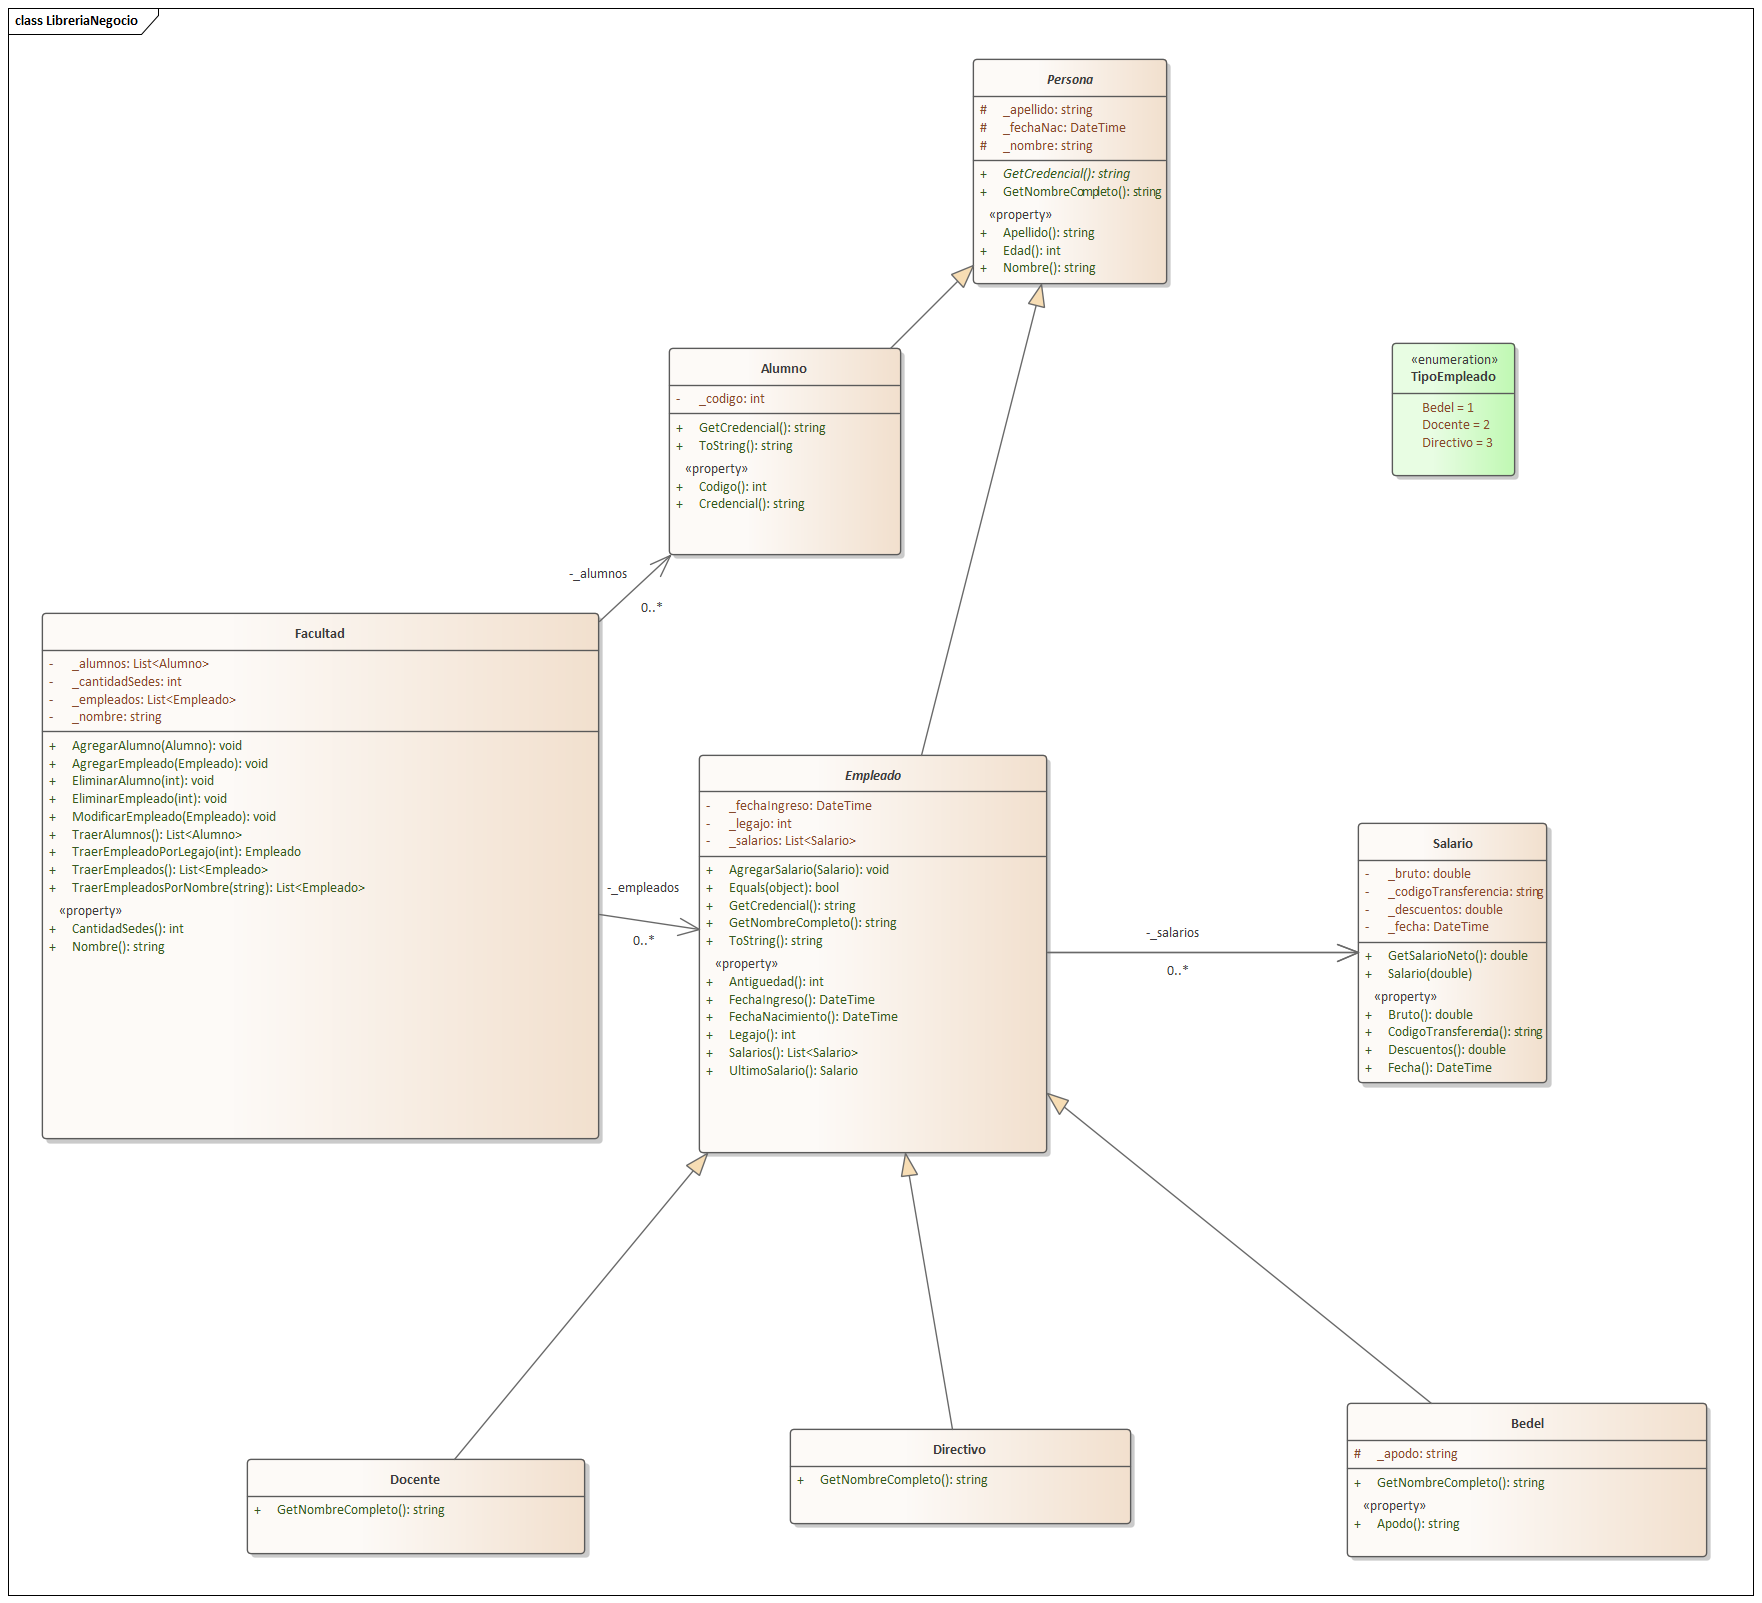 class LibreriaNegocio
Persona
# _apellido: string
# _fechaNac: DateTime
# _nombre: string
+ GetCredencial(): string
+ GetNombreCompleto(): string
«property»
+ Apellido(): string
+ Edad(): int
+ Nombre(): string
«enumeration»
TipoEmpleado
Bedel = 1
Docente = 2
Directivo = 3
Alumno
- _codigo: int
+ GetCredencial(): string
+ ToString(): string
«property»
+ Codigo(): int
+ Credencial(): string
-_alumnos
0..*
Facultad
- _alumnos: List<Alumno>
- _cantidadSedes: int
- _empleados: List<Empleado>
- _nombre: string
+ AgregarAlumno(Alumno): void
+ AgregarEmpleado(Empleado): void
+ EliminarAlumno(int): void
+ EliminarEmpleado(int): void
+ ModificarEmpleado(Empleado): void
+ TraerAlumnos(): List<Alumno>
+ TraerEmpleadoPorLegajo(int): Empleado
+ TraerEmpleados(): List<Empleado>
+ TraerEmpleadosPorNombre(string): List<Empleado>
«property»
+ CantidadSedes(): int
+ Nombre(): string
-_empleados
0..*
Empleado
- _fechaIngreso: DateTime
- _legajo: int
- _salarios: List<Salario>
+ AgregarSalario(Salario): void
+ Equals(object): bool
+ GetCredencial(): string
+ GetNombreCompleto(): string
+ ToString(): string
«property»
+ Antiguedad(): int
+ FechaIngreso(): DateTime
+ FechaNacimiento(): DateTime
+ Legajo(): int
+ Salarios(): List<Salario>
+ UltimoSalario(): Salario
-_salarios
0..*
Salario
- _bruto: double
- _codigoTransferencia: string
- _descuentos: double
- _fecha: DateTime
+ GetSalarioNeto(): double
+ Salario(double)
«property»
+ Bruto(): double
+ CodigoTransferencia(): string
+ Descuentos(): double
+ Fecha(): DateTime
Docente
+ GetNombreCompleto(): string
Directivo
+ GetNombreCompleto(): string
Bedel
# _apodo: string
+ GetNombreCompleto(): string
«property»
+ Apodo(): string